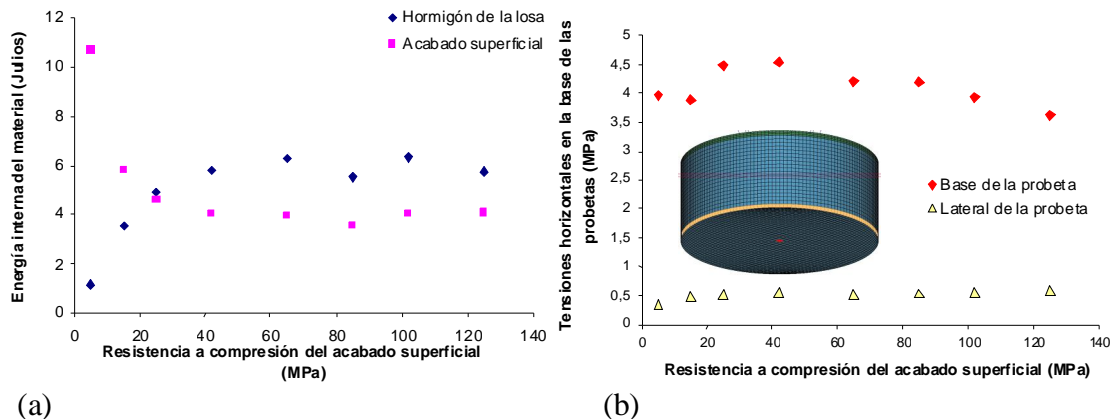 12
10
8
6
4
2
0
0 20 40 60 80 100 120 140
Energía interna del material (Julios)
Hormigón de la losa
Acabado superficial
Resistencia a compresión del acabado superficial
(MPa)
(a)
5
4,5
4
3,5
3
2,5
2
1,5
1
0,5
0
0 20 40 60 80 100 120 140
Tensiones horizontales en la base de las
probetas (MPa)
Base de la probeta
Lateral de la probeta
Resistencia a compresión del acabado superficial (MPa)
(b)